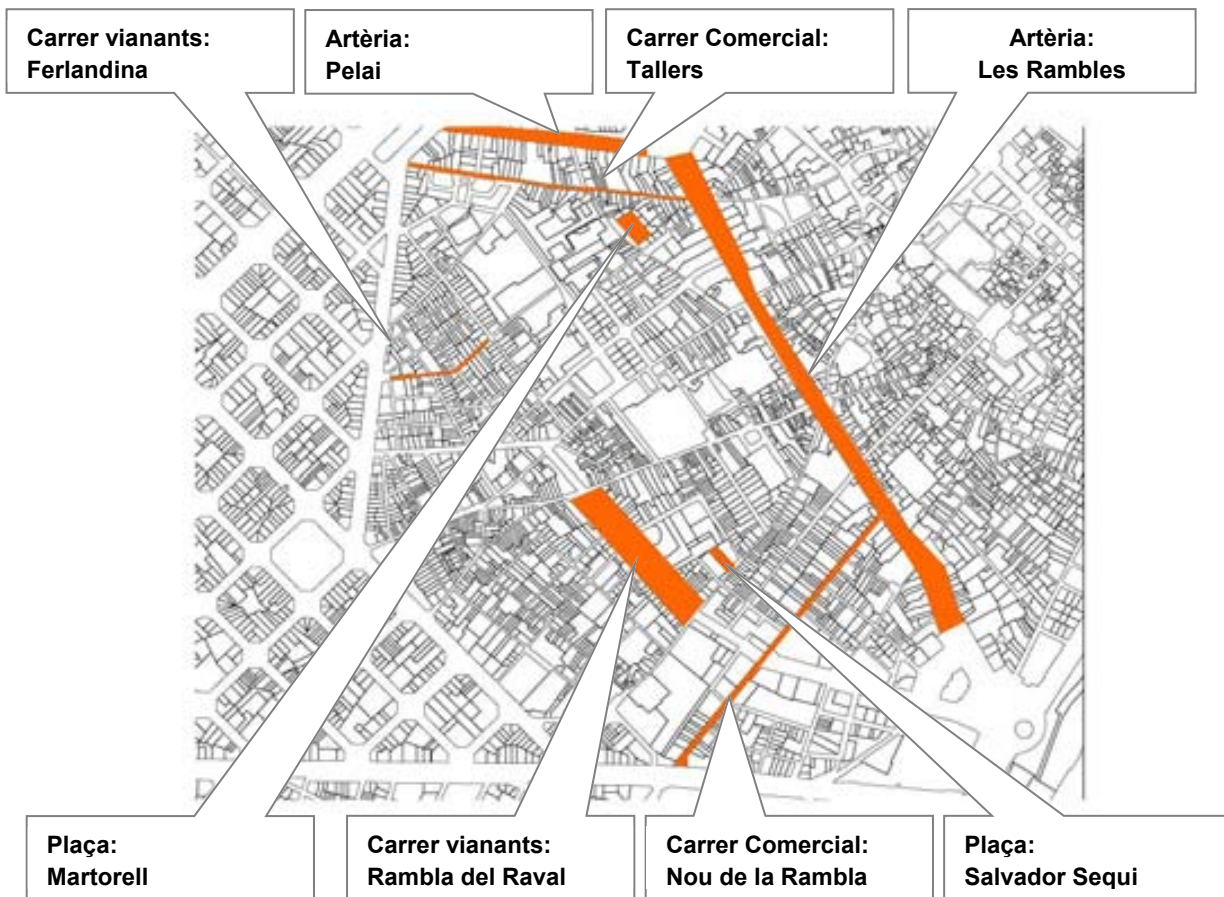 Carrer vianants:
Ferlandina
Artèria:
Pelai
Carrer Comercial:
Tallers
Artèria:
Les Rambles
Plaça:
Martorell
Carrer vianants:
Rambla del Raval
Carrer Comercial:
Nou de la Rambla
Plaça:
Salvador Sequi